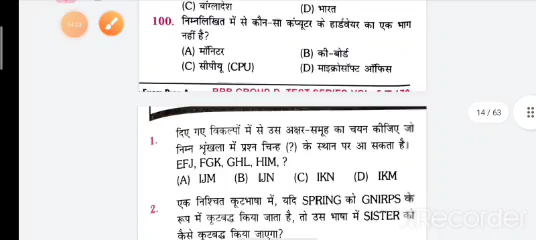 (C) बांग्लादेश (D) भारत
100. निम्नलिखित में से कौन-सा कंप्यूटर के हार्डवेयर का एक भाग
नहीं है?
(A) मॉनिटर (B) की-बोर्ड
(C) सीपीयू (CPU) (D) माइक्रोसॉफ्ट ऑफिस
14 / 63
1. दिए गए विकल्पों में से उस अक्षर-समूह का चयन कीजिए जो
निम्न शृंखला में प्रश्न चिन्ह (?) के स्थान पर आ सकता है।
EFJ, FGK, GHL, HIM, ?
(A) IJM (B) IJN (C) IKN (D) IKM
2. एक निश्चित कूटभाषा में, यदि SPRING को GNIRPS के
रूप में कूटबद्ध किया जाता है, तो उस भाषा में SISTER को
कैसे कूटबद्ध किया जाएगा?
Recorder